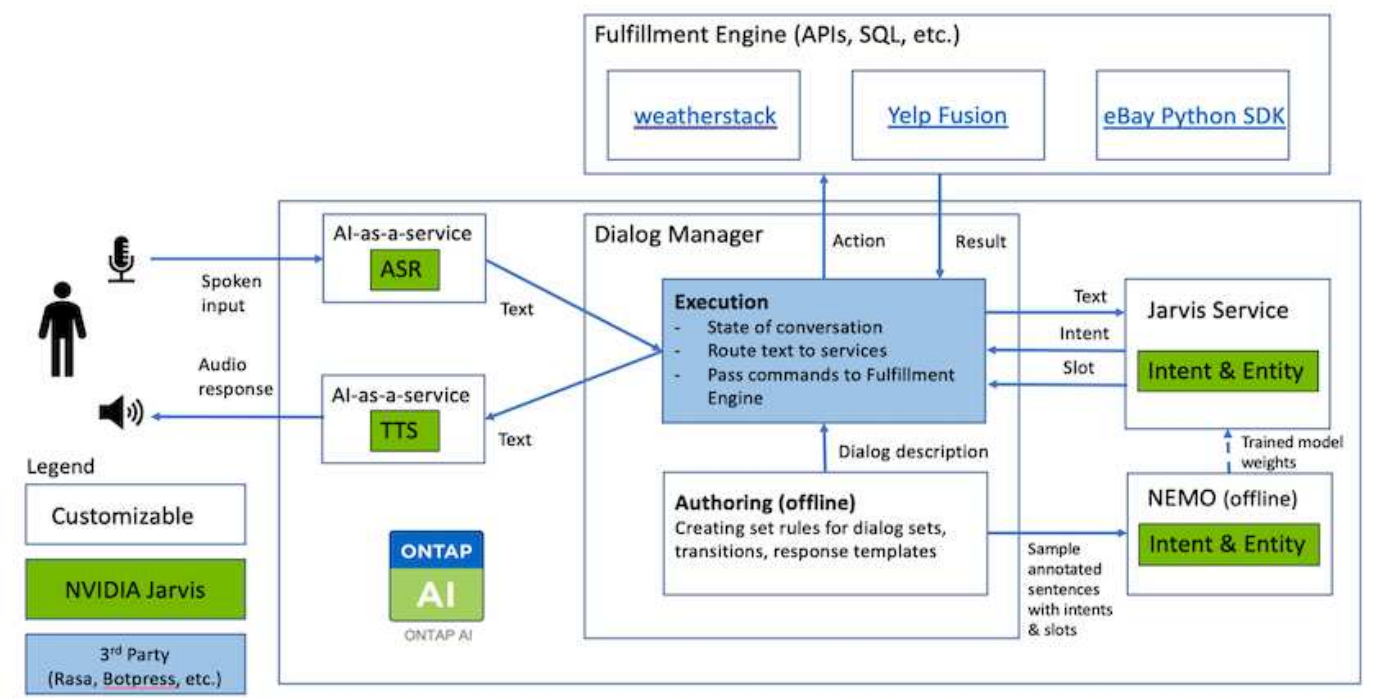 Fulfillment Engine (APIs, SQL, etc.)
weatherstack
Yelp Fusion
eBay Python SDK
AI-as-a-service
ASR
Spoken
input
Text
Dialog Manager
Action
Result
Execution
- State of conversation
- Route text to services
- Pass commands to Fulfillment
Engine
Text
Intent
Slot
Jarvis Service
Intent & Entity
Audio
response
AI-as-a-service
TTS
Text
Dialog description
Trained model
weights
Authoring (offline)
Creating set rules for dialog sets,
transitions, response templates
NEMO (offline)
Intent & Entity
Sample
annotated
sentences
with intents
& slots
Legend
Customizable
NVIDIA Jarvis
3rd Party
(Rasa, Botpress, etc.)
ONTAP
AI
ONTAP AI